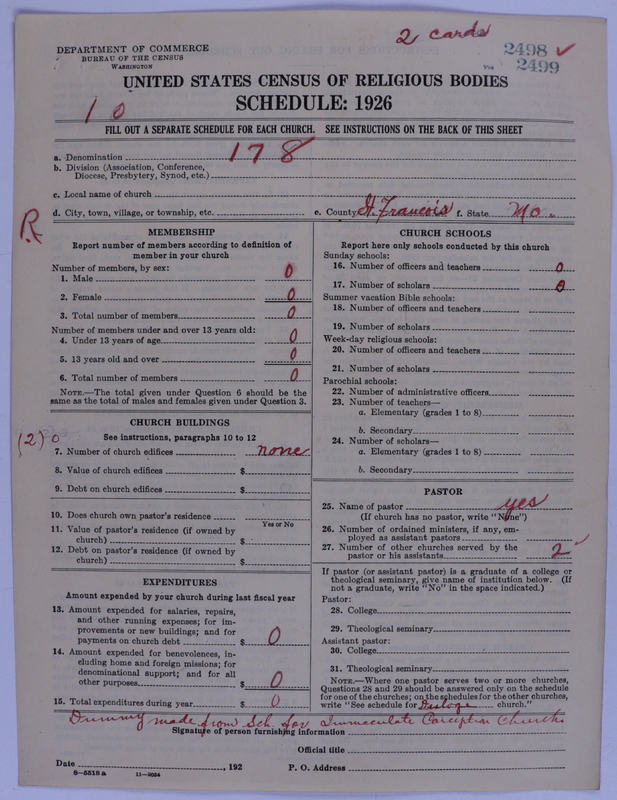 2 cards
DEPARTMENT OF COMMERCE
BUREAU OF THE CENSUS
WASHINGTON
2498 ✓
2499
UNITED STATES CENSUS OF RELIGIOUS BODIES
SCHEDULE: 1926
10
FILL OUT A SEPARATE SCHEDULE FOR EACH CHURCH. SEE INSTRUCTIONS ON THE BACK OF THIS SHEET
a. Denomination 178
b. Division (Association, Conference,
Diocese, Presbytery, Synod, etc.)
c. Local name of church
d. City, town, village, or township, etc. e. County St. Francois f. State Mo.
R
MEMBERSHIP
Report number of members according to definition of
member in your church
Number of members, by sex:
1. Male 0
2. Female 0
3. Total number of members 0
Number of members under and over 13 years old:
4. Under 13 years of age 0
5. 13 years old and over 0
6. Total number of members 0
NOTE.—The total given under Question 6 should be
same as the total of males and females given under Question 3.
CHURCH BUILDINGS
(2) 0
See instructions, paragraphs 10 to 12
7. Number of church edifices none
8. Value of church edifices $
9. Debt on church edifices $
10. Does church own pastor's residence
Yes or No
11. Value of pastor's residence (if owned by
church) $
12. Debt on pastor's residence (if owned by
church) $
EXPENDITURES
Amount expended by your church during last fiscal year
13. Amount expended for salaries, repairs,
and other running expenses; for im-
provements or new buildings; and for
payments on church debt $ 0
14. Amount expended for benevolences, in-
cluding home and foreign missions; for
denominational support; and for all
other purposes $ 0
15. Total expenditures during year $ 0
CHURCH SCHOOLS
Report here only schools conducted by this church
Sunday schools:
16. Number of officers and teachers 0
17. Number of scholars 0
Summer vacation Bible schools:
18. Number of officers and teachers
19. Number of scholars
Week-day religious schools:
20. Number of officers and teachers
21. Number of scholars
Parochial schools:
22. Number of administrative officers
23. Number of teachers—
a. Elementary (grades 1 to 8)
b. Secondary
24. Number of scholars—
a. Elementary (grades 1 to 8)
b. Secondary
PASTOR
25. Name of pastor yes
(If church has no pastor, write "None")
26. Number of ordained ministers, if any, em-
ployed as assistant pastors
27. Number of other churches served by the
pastor or his assistants 2 ✓
If pastor (or assistant pastor) is a graduate of a college or
theological seminary, give name of institution below. (If
not a graduate, write "No" in the space indicated.)
Pastor:
28. College
29. Theological seminary
Assistant pastor:
30. College
31. Theological seminary
NOTE.—Where one pastor serves two or more churches,
Questions 28 and 29 should be answered only on the schedule
for one of the churches; on the schedules for the other churches,
write "See schedule for Desloge church."
Dummy made from Sch. for Immaculate Conception Church
Signature of person furnishing information
Official title
Date , 192 P. O. Address
8—5518 a 11—9034